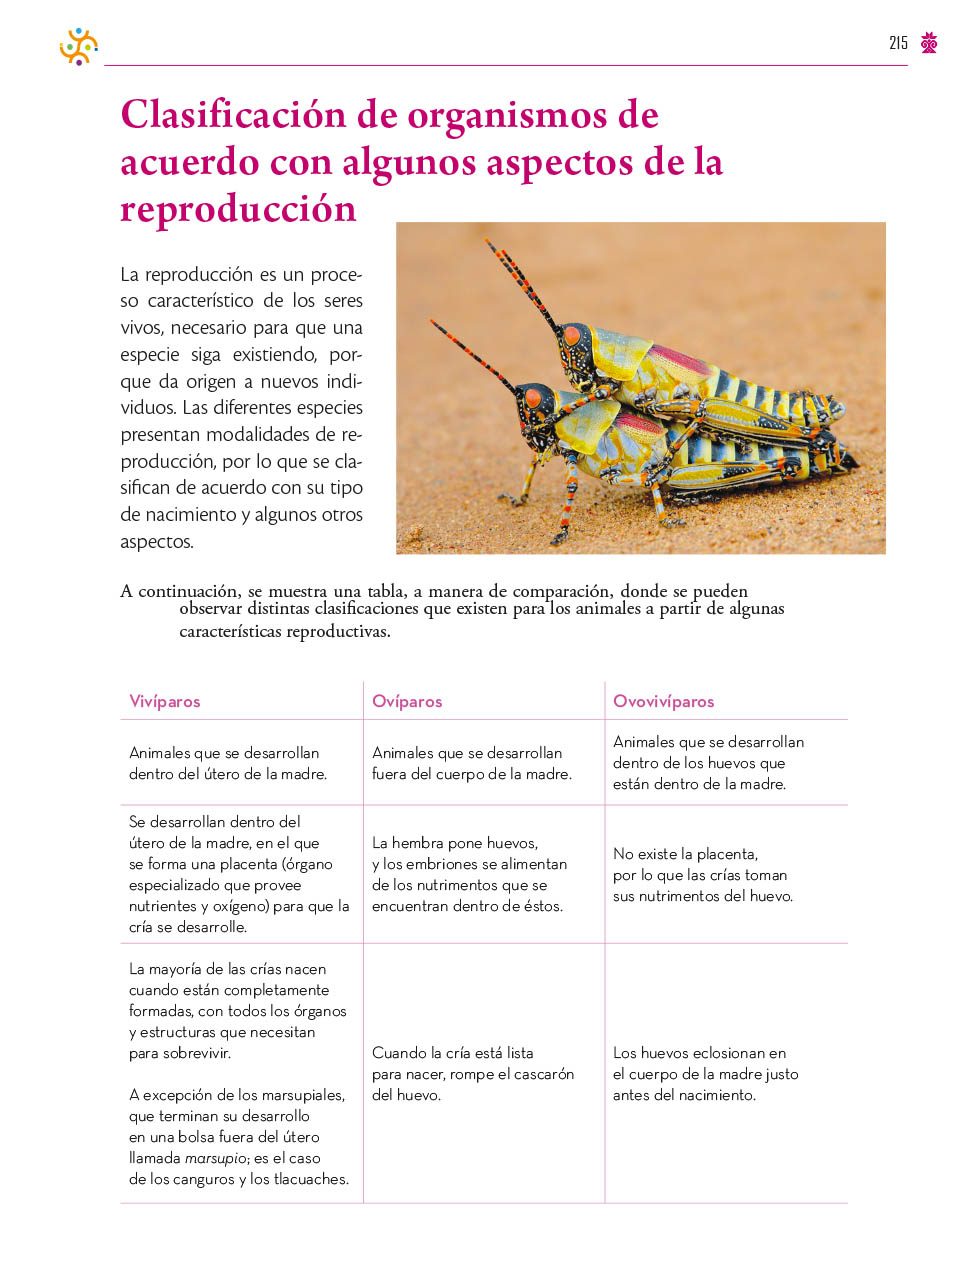 215
Clasificación de organismos de
acuerdo con algunos aspectos de la
reproducción
La reproducción es un proce-
so característico de los seres
vivos, necesario para que una
especie siga existiendo, por-
que da origen a nuevos indi-
viduos. Las diferentes especies
presentan modalidades de re-
producción, por lo que se cla-
sifican de acuerdo con su tipo
de nacimiento y algunos otros
aspectos.
A continuación, se muestra una tabla, a manera de comparación, donde se pueden
observar distintas clasificaciones que existen para los animales a partir de algunas
características reproductivas.
Vivíparos
Ovíparos
Ovovivíparos
Animales que se desarrollan
dentro del útero de la madre.
Animales que se desarrollan
fuera del cuerpo de la madre.
Animales que se desarrollan
dentro de los huevos que
están dentro de la madre.
Se desarrollan dentro del
útero de la madre, en el que
se forma una placenta (órgano
especializado que provee
nutrientes y oxígeno) para que la
cría se desarrolle.
La hembra pone huevos,
y los embriones se alimentan
de los nutrimentos que se
encuentran dentro de éstos.
No existe la placenta,
por lo que las crías toman
sus nutrimentos del huevo.
La mayoría de las crías nacen
cuando están completamente
formadas, con todos los órganos
y estructuras que necesitan
para sobrevivir.
A excepción de los marsupiales,
que terminan su desarrollo
en una bolsa fuera del útero
llamada marsupio; es el caso
de los canguros y los tlacuaches.
Cuando la cría está lista
para nacer, rompe el cascarón
del huevo.
Los huevos eclosionan en
el cuerpo de la madre justo
antes del nacimiento.